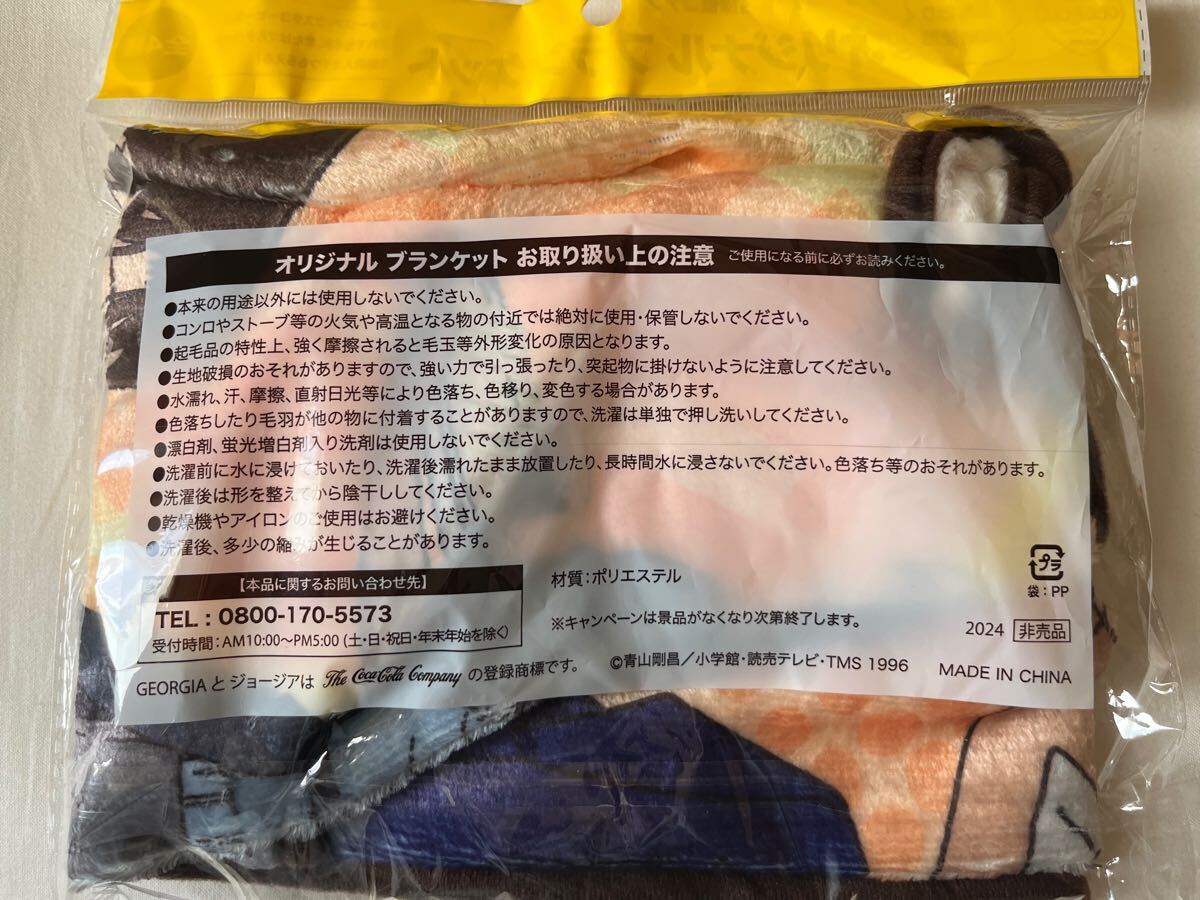 オリジナル ブランケット お取り扱い上の注意 ご使用になる前に必ずお読みください。
●本来の用途以外には使用しないでください。
●コンロやストーブ等の火気や高温となる物の付近では絶対に使用・保管しないでください。
●起毛品の特性上、強く摩擦されると毛玉等外形変化の原因となります。
●生地破損のおそれがありますので、強い力で引っ張ったり、突起物に掛けないように注意してください。
●水濡れ、汗、摩擦、直射日光等により色落ち、色移り、変色する場合があります。
●色落ちしたり毛羽が他の物に付着することがありますので、洗濯は単独で押し洗いしてください。
●漂白剤、蛍光増白剤入り洗剤は使用しないでください。
●洗濯前に水に浸けておいたり、洗濯後濡れたまま放置したり、長時間水に浸さないでください。色落ち等のおそれがあります。
●洗濯後は形を整えてから陰干ししてください。
●乾燥機やアイロンのご使用はお避けください。
●洗濯後、多少の縮みが生じることがあります。
【本品に関するお問い合わせ先】
TEL：0800-170-5573
受付時間：AM10:00～PM5:00（土・日・祝日・年末年始を除く）
材質：ポリエステル
※キャンペーンは景品がなくなり次第終了します。
プラ
袋：PP
2024 非売品
GEORGIAとジョージアは The Coca-Cola Company の登録商標です。
©青山剛昌／小学館・読売テレビ・TMS 1996
MADE IN CHINA
オリジナル ブランケット